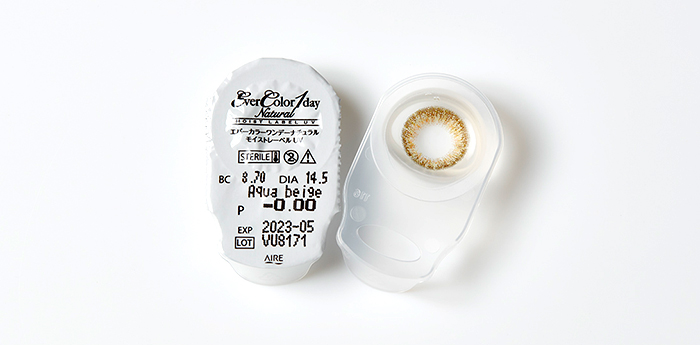 EverColor1day
Natural
MOIST LABEL UV
エバーカラーワンデーナチュラル
モイストレーベルUV
STERILE
BC 8.70 DIA 14.5
Aqua beige
P -0.00
EXP 2023-05
LOT VU8171
AIRE